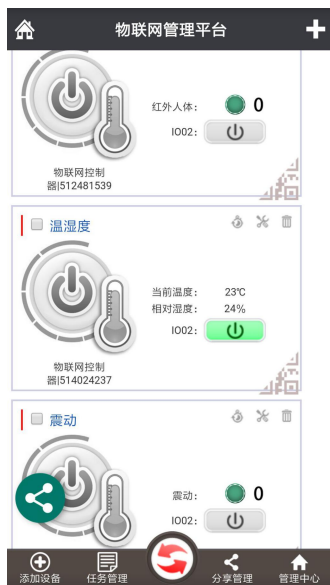 物联网管理平台
红外人体： 0
IO02：
物联网控制
器|512481539
温湿度
当前温度： 23℃
相对湿度： 24%
IO02：
物联网控制
器|514024237
震动
震动： 0
IO02：
添加设备 任务管理 分享管理 管理中心